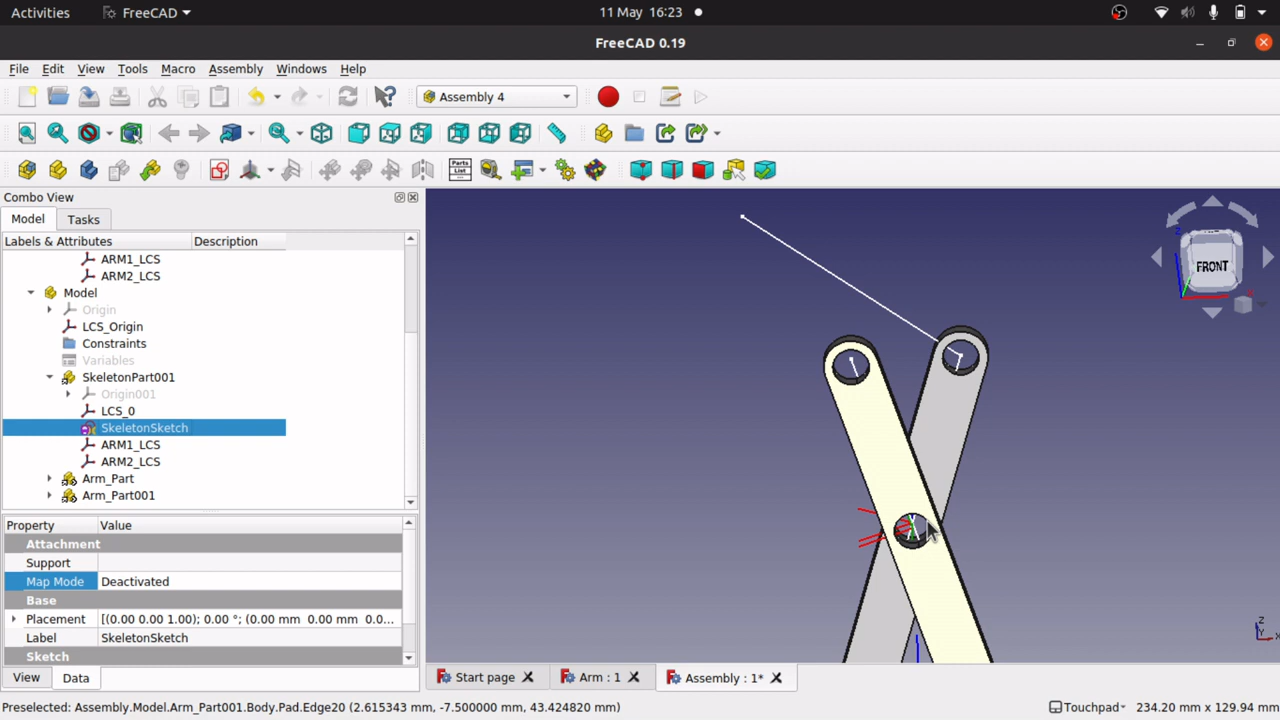 Activities FreeCAD 11 May 16:23
FreeCAD 0.19
File Edit View Tools Macro Assembly Windows Help
Assembly 4
Parts List
Combo View
Model Tasks
Labels & Attributes Description
ARM1_LCS
ARM2_LCS
Model
Origin
LCS_Origin
Constraints
Variables
SkeletonPart001
Origin001
LCS_0
SkeletonSketch
ARM1_LCS
ARM2_LCS
Arm_Part
Arm_Part001
Property Value
Attachment
Support
Map Mode Deactivated
Base
Placement [(0.00 0.00 1.00); 0.00 °; (0.00 mm 0.00 mm 0.0...
Label SkeletonSketch
Sketch
View Data
FRONT
Z
X
Z
Y
X
Start page Arm : 1 Assembly : 1*
Preselected: Assembly.Model.Arm_Part001.Body.Pad.Edge20 (2.615343 mm, -7.500000 mm, 43.424820 mm) Touchpad 234.20 mm x 129.94 mm